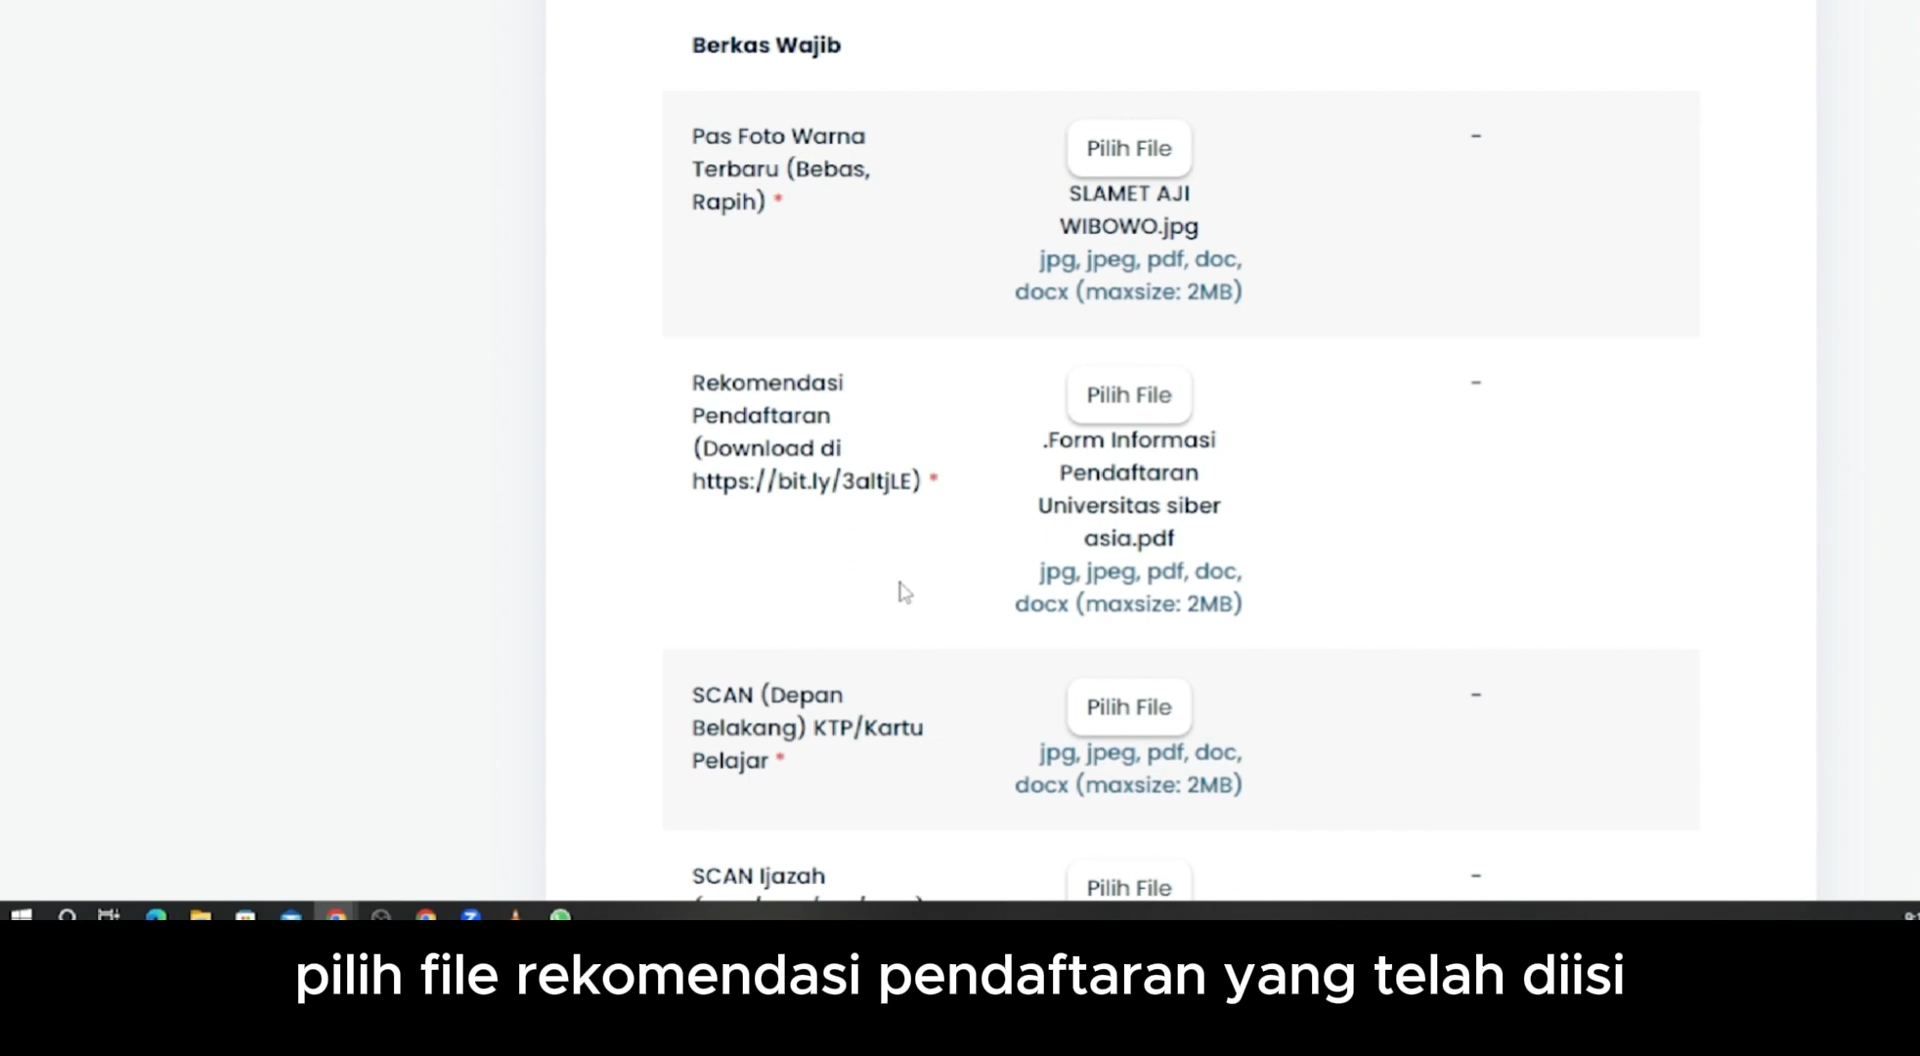 Berkas Wajib
Pas Foto Warna
Terbaru (Bebas,
Rapih) *
Pilih File
SLAMET AJI
WIBOWO.jpg
jpg, jpeg, pdf, doc,
docx (maxsize: 2MB)
-
Rekomendasi
Pendaftaran
(Download di
https://bit.ly/3altjLE) *
Pilih File
.Form Informasi
Pendaftaran
Universitas siber
asia.pdf
jpg, jpeg, pdf, doc,
docx (maxsize: 2MB)
-
SCAN (Depan
Belakang) KTP/Kartu
Pelajar *
Pilih File
jpg, jpeg, pdf, doc,
docx (maxsize: 2MB)
-
SCAN Ijazah
Pilih File
-
pilih file rekomendasi pendaftaran yang telah diisi